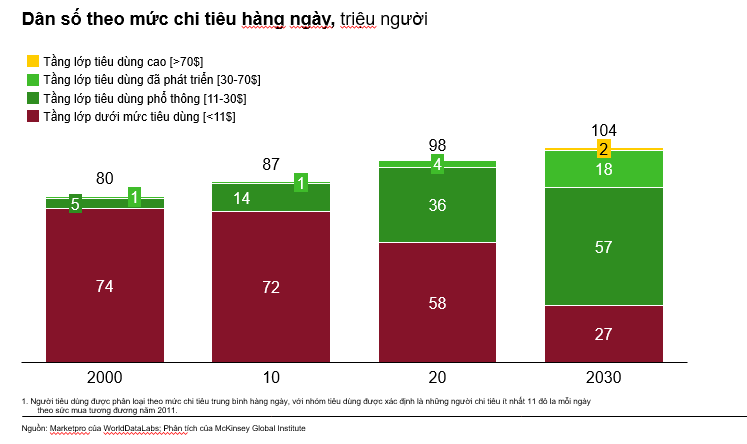 Dân số theo mức chi tiêu hàng ngày, triệu người
Tầng lớp tiêu dùng cao [>70$]
Tầng lớp tiêu dùng đã phát triển [30-70$]
Tầng lớp tiêu dùng phổ thông [11-30$]
Tầng lớp dưới mức tiêu dùng [<11$]
80
5
1
74
87
1
14
72
98
4
36
58
104
2
18
57
27
2000
10
20
2030
1. Người tiêu dùng được phân loại theo mức chi tiêu trung bình hàng ngày, với nhóm tiêu dùng được xác định là những người chi tiêu ít nhất 11 đô la mỗi ngày
theo sức mua tương đương năm 2011.
Nguồn: Marketpro của WorldDataLabs; Phân tích của McKinsey Global Institute